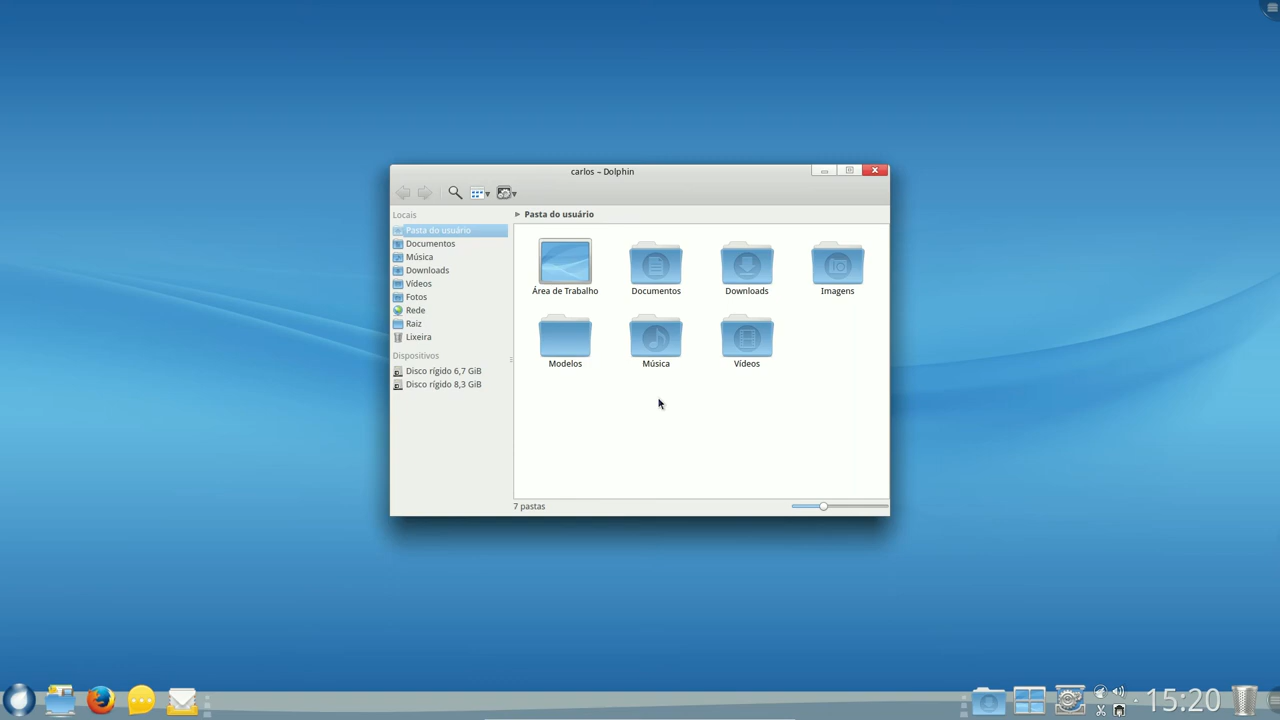 carlos – Dolphin
Locais
Pasta do usuário
Documentos
Música
Downloads
Vídeos
Fotos
Rede
Raiz
Lixeira
Dispositivos
Disco rígido 6,7 GiB
Disco rígido 8,3 GiB
Pasta do usuário
Área de Trabalho
Documentos
Downloads
Imagens
Modelos
Música
Vídeos
7 pastas
15:20